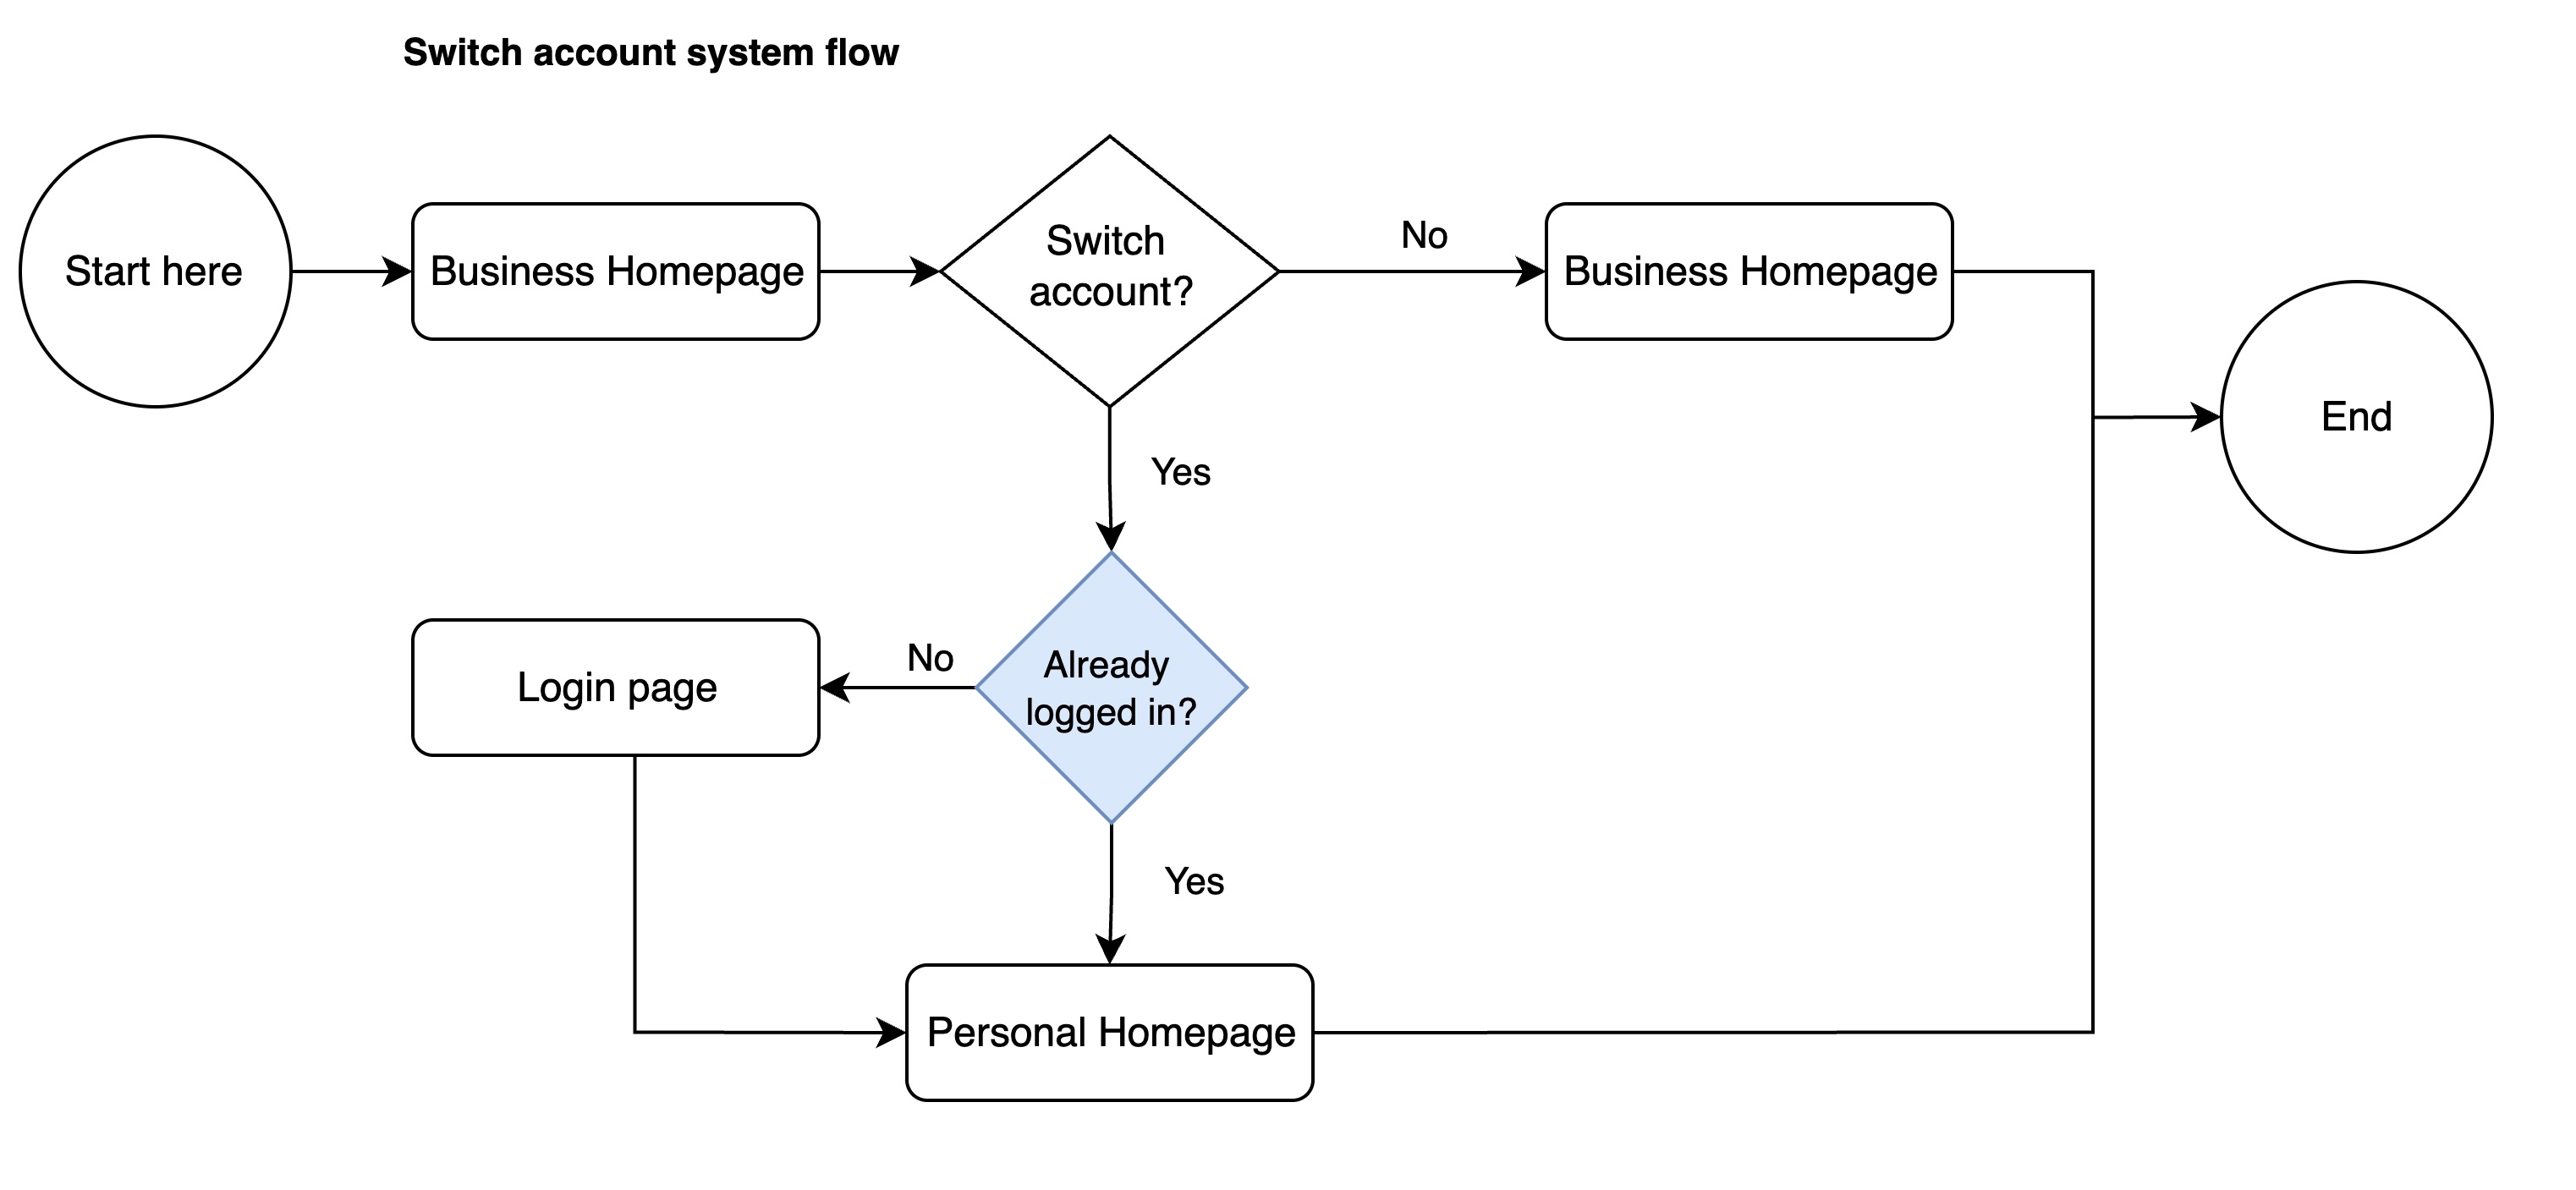 Switch account system flow
Start here
Business Homepage
Switch
account?
No
Business Homepage
End
Yes
Login page
No
Already
logged in?
Yes
Personal Homepage